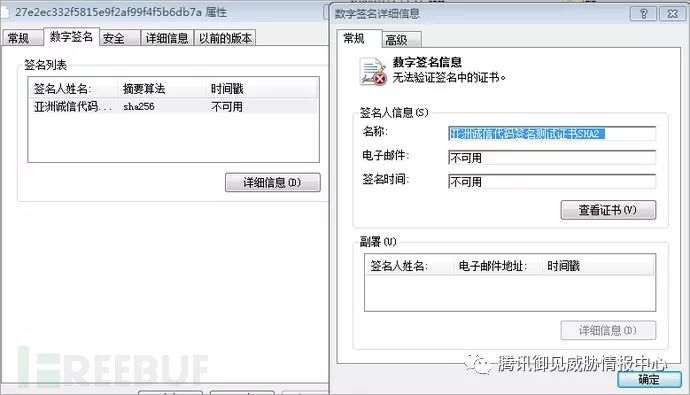 27e2ec332f5815e9f2af99f4f5b6db7a 属性
常规 数字签名 安全 详细信息 以前的版本
签名列表
签名人姓名: 摘要算法 时间戳
亚洲诚信代码... sha256 不可用
详细信息(D)
REEBUF
数字签名详细信息
常规 高级
数字签名信息
无法验证签名中的证书。
签名人信息(S)
名称: 亚洲诚信代码签名测试证书SHA2
电子邮件: 不可用
签名时间: 不可用
查看证书(V)
副署(U)
签名人姓名: 电子邮件地址: 时间戳
详细信息(D)
腾讯御见威胁情报中心
确定